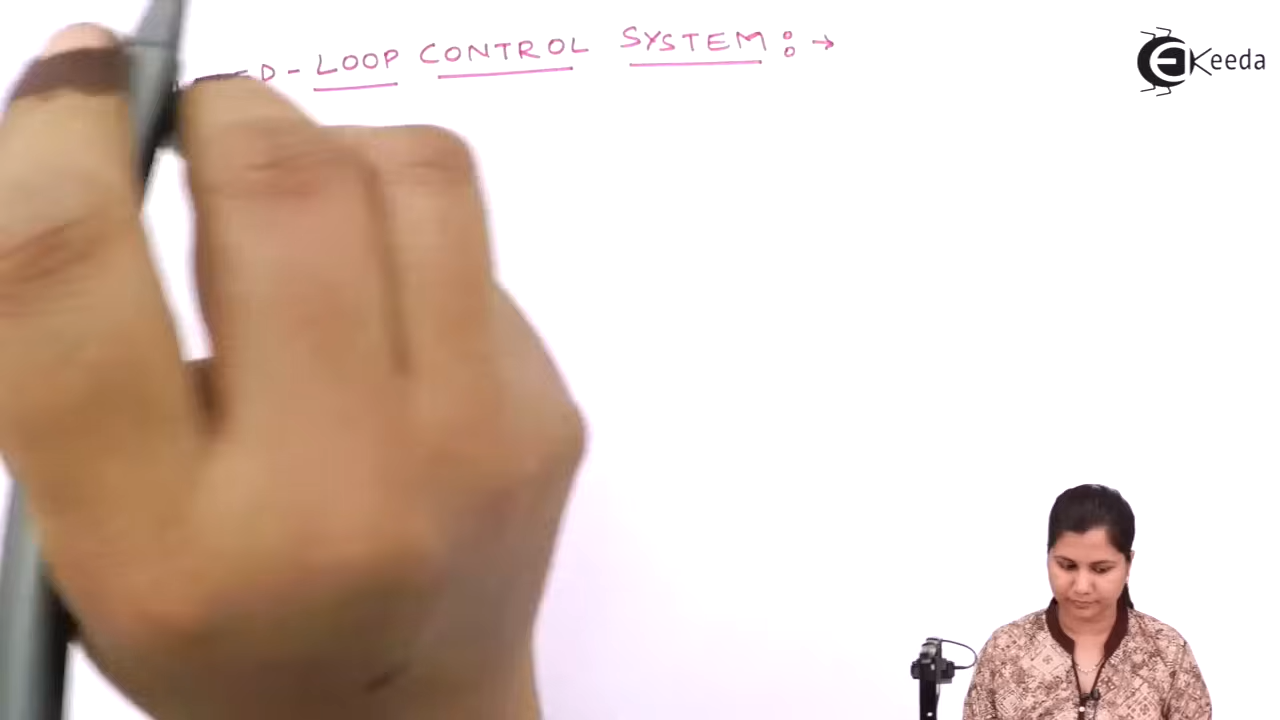 D - LOOP CONTROL SYSTEM : →
EKeeda